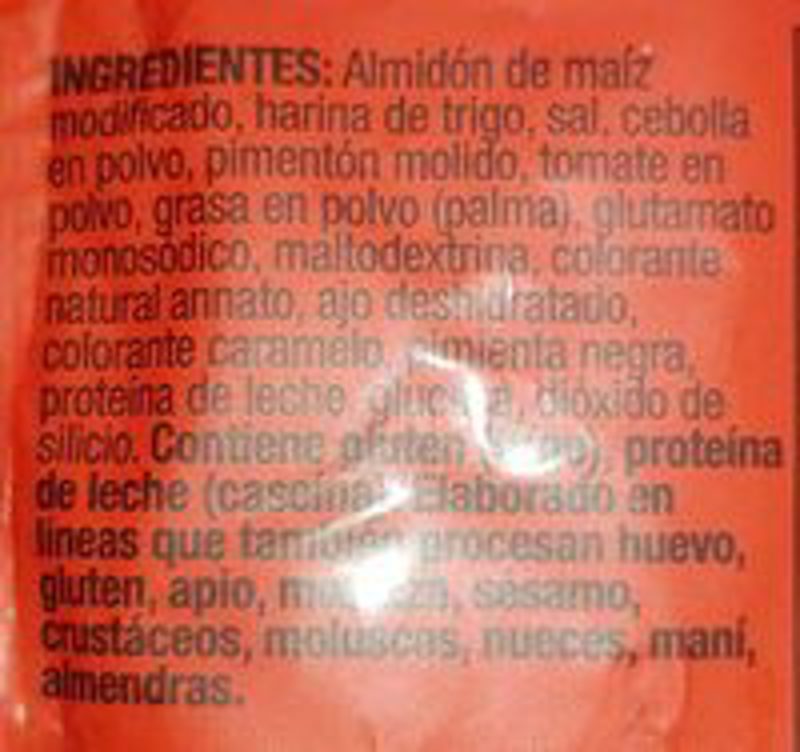 INGREDIENTES: Almidón de maíz
modificado, harina de trigo, sal, cebolla
en polvo, pimentón molido, tomate en
polvo, grasa en polvo (palma), glutamato
monosódico, maltodextrina, colorante
natural annato, ajo deshidratado,
colorante caramelo, pimienta negra,
proteína de leche, dióxido de
silicio. Contiene gluten proteína
de leche Elaborado en
líneas que también procesan huevo,
gluten, apio, sésamo,
crustáceos, moluscos, nueces, maní,
almendras.